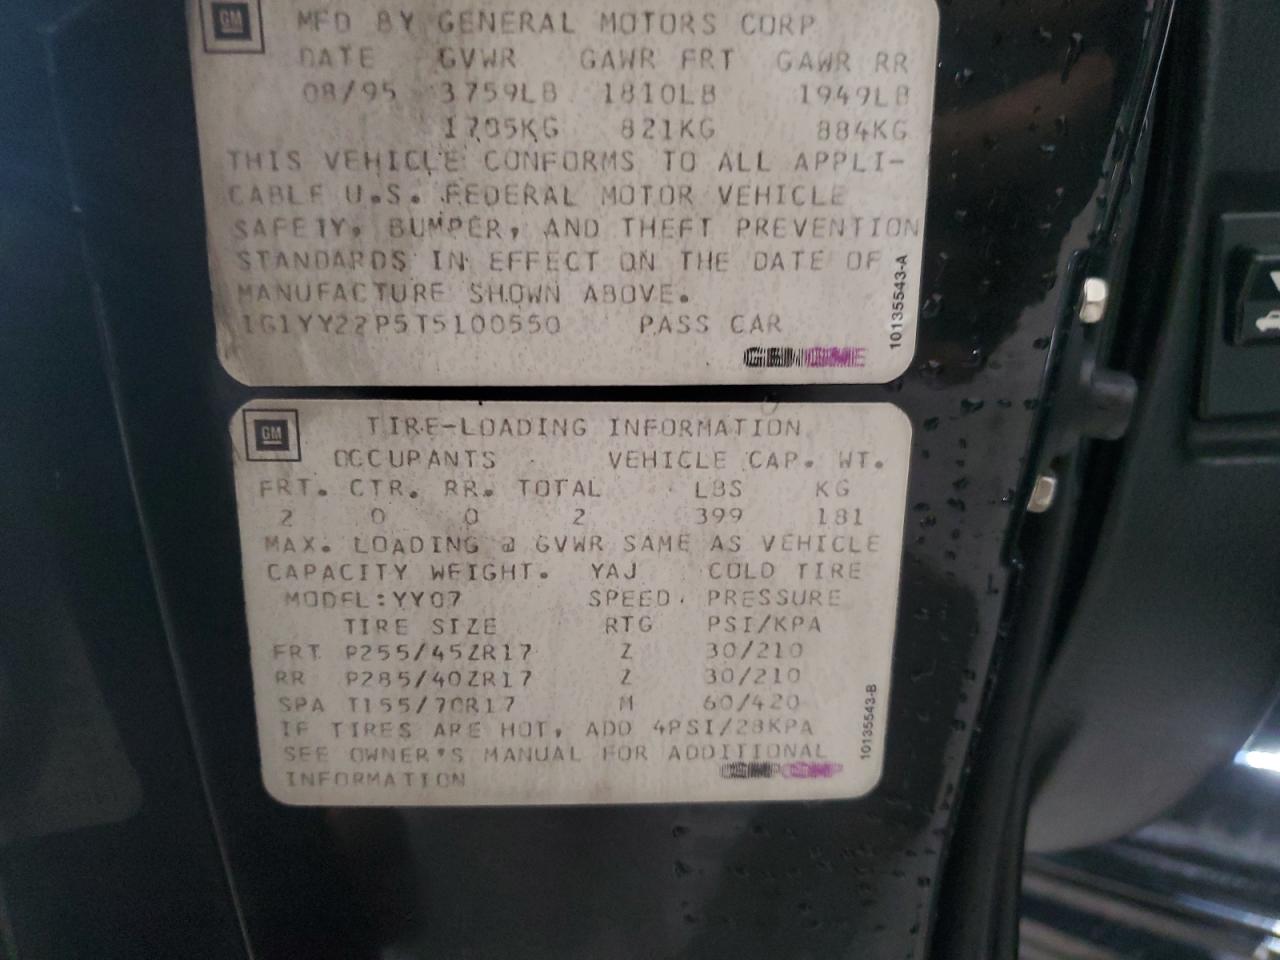 GM
MFD BY GENERAL MOTORS CORP
DATE GVWR GAWR FRT GAWR RR
08/95 3759LB 1810LB 1949LB
1705KG 821KG 884KG
THIS VEHICLE CONFORMS TO ALL APPLI-
CABLE U.S. FEDERAL MOTOR VEHICLE
SAFETY, BUMPER, AND THEFT PREVENTION
STANDARDS IN EFFECT ON THE DATE OF
MANUFACTURE SHOWN ABOVE.
1G1YY22P5T5100550 PASS CAR
10135543-A
GM
TIRE-LOADING INFORMATION
OCCUPANTS VEHICLE CAP. WT.
FRT. CTR. RR. TOTAL LBS KG
2 0 0 2 399 181
MAX. LOADING @ GVWR SAME AS VEHICLE
CAPACITY WEIGHT. YAJ COLD TIRE
MODEL:YY07 SPEED PRESSURE
TIRE SIZE RTG PSI/KPA
FRT P255/45ZR17 Z 30/210
RR P285/40ZR17 Z 30/210
SPA T155/70R17 M 60/420
IF TIRES ARE HOT, ADD 4PSI/28KPA
SEE OWNER'S MANUAL FOR ADDITIONAL
INFORMATION
10135543-B